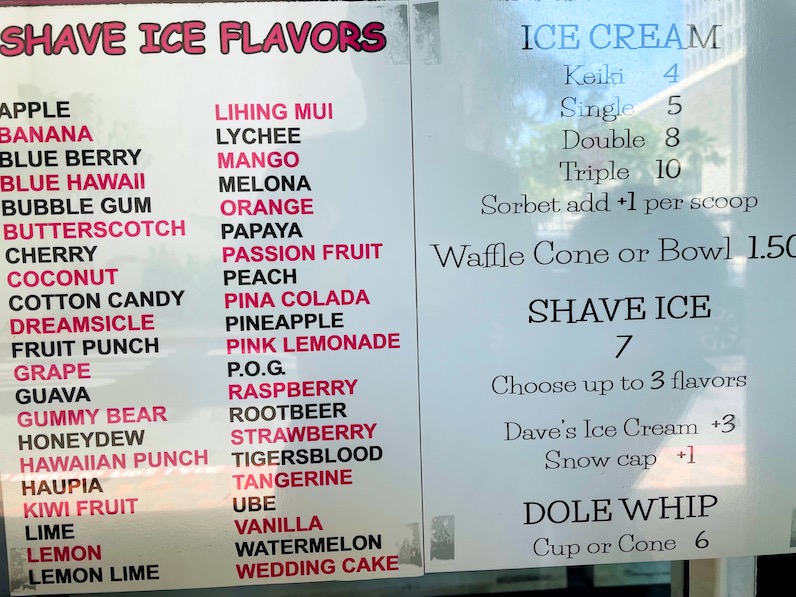 SHAVE ICE FLAVORS
APPLE
BANANA
BLUE BERRY
BLUE HAWAII
BUBBLE GUM
BUTTERSCOTCH
CHERRY
COCONUT
COTTON CANDY
DREAMSICLE
FRUIT PUNCH
GRAPE
GUAVA
GUMMY BEAR
HONEYDEW
HAWAIIAN PUNCH
HAUPIA
KIWI FRUIT
LIME
LEMON
LEMON LIME
LIHING MUI
LYCHEE
MANGO
MELONA
ORANGE
PAPAYA
PASSION FRUIT
PEACH
PINA COLADA
PINEAPPLE
PINK LEMONADE
P.O.G.
RASPBERRY
ROOTBEER
STRAWBERRY
TIGERSBLOOD
TANGERINE
UBE
VANILLA
WATERMELON
WEDDING CAKE
ICE CREAM
Keiki 4
Single 5
Double 8
Triple 10
Sorbet add +1 per scoop
Waffle Cone or Bowl 1.50
SHAVE ICE
7
Choose up to 3 flavors
Dave's Ice Cream +3
Snow cap +1
DOLE WHIP
Cup or Cone 6